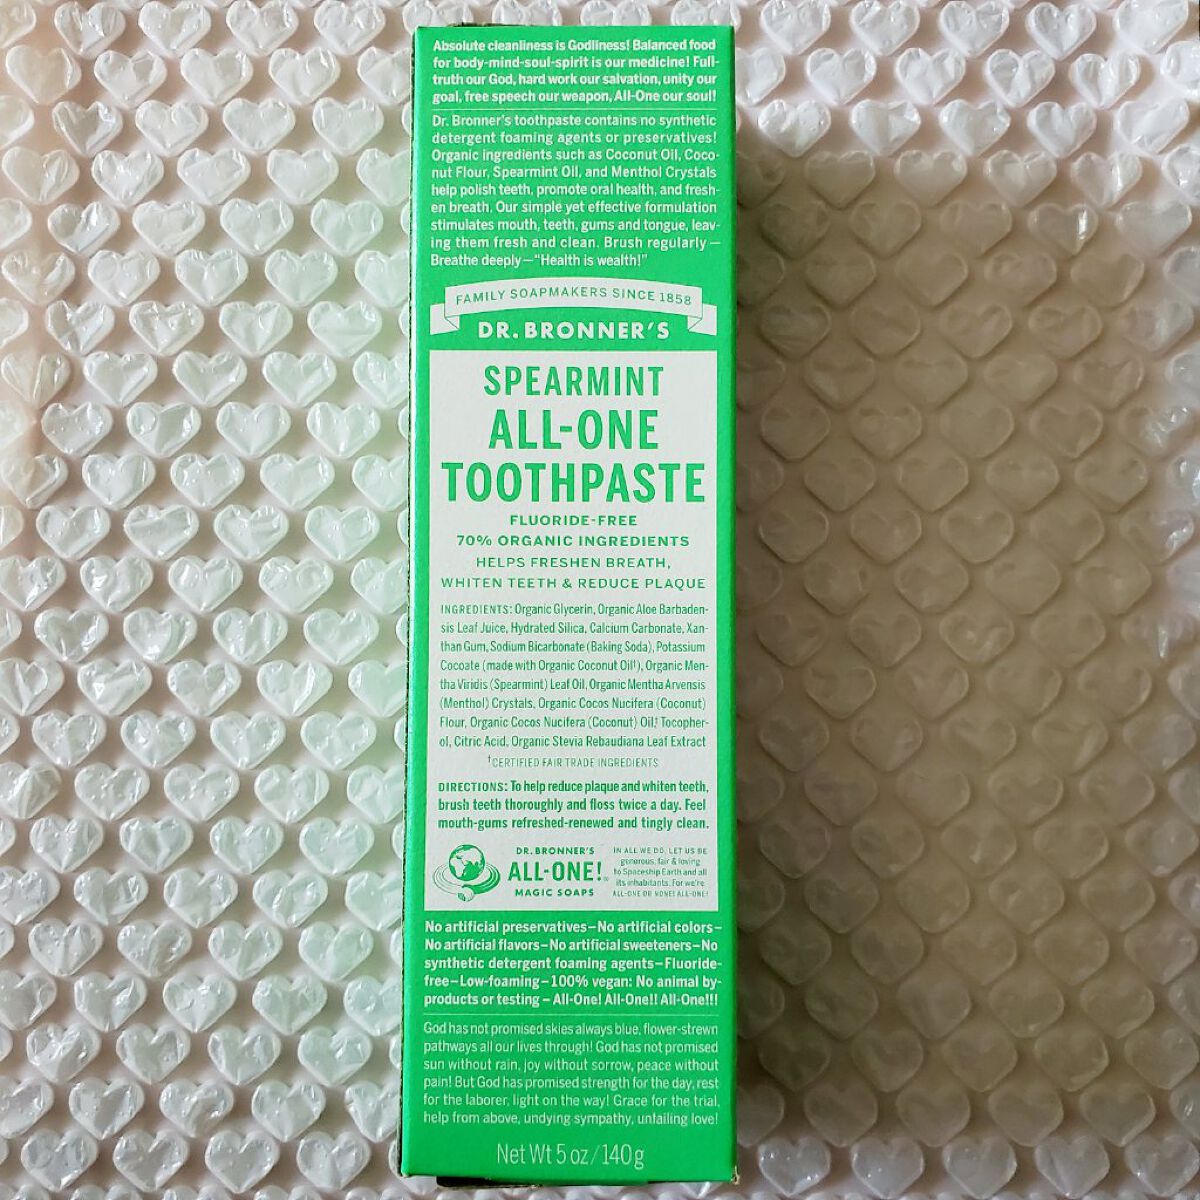 Absolute cleanliness is Godliness! Balanced food
for body-mind-soul-spirit is our medicine! Full-
truth our God, hard work our salvation, unity our
goal, free speech our weapon, All-One our soul!
Dr. Bronner's toothpaste contains no synthetic
detergent foaming agents or preservatives!
Organic ingredients such as Coconut Oil, Coco-
nut Flour, Spearmint Oil, and Menthol Crystals
help polish teeth, promote oral health, and fresh-
en breath. Our simple yet effective formulation
stimulates mouth, teeth, gums and tongue, leav-
ing them fresh and clean. Brush regularly—
Breathe deeply—“Health is wealth!”
FAMILY SOAPMAKERS SINCE 1858
DR. BRONNER'S
SPEARMINT
ALL-ONE
TOOTHPASTE
FLUORIDE-FREE
70% ORGANIC INGREDIENTS
HELPS FRESHEN BREATH,
WHITEN TEETH & REDUCE PLAQUE
INGREDIENTS: Organic Glycerin, Organic Aloe Barbaden-
sis Leaf Juice, Hydrated Silica, Calcium Carbonate, Xan-
than Gum, Sodium Bicarbonate (Baking Soda), Potassium
Cocoate (made with Organic Coconut Oil†), Organic Men-
tha Viridis (Spearmint) Leaf Oil, Organic Mentha Arvensis
(Menthol) Crystals, Organic Cocos Nucifera (Coconut)
Flour, Organic Cocos Nucifera (Coconut) Oil,† Tocopher-
ol, Citric Acid, Organic Stevia Rebaudiana Leaf Extract
†CERTIFIED FAIR TRADE INGREDIENTS
DIRECTIONS: To help reduce plaque and whiten teeth,
brush teeth thoroughly and floss twice a day. Feel
mouth-gums refreshed-renewed and tingly clean.
DR. BRONNER'S
ALL-ONE!®
MAGIC SOAPS
IN ALL WE DO, LET US BE
generous, fair & loving
to Spaceship Earth and all
its inhabitants. For we're
ALL-ONE OR NONE! ALL-ONE!
No artificial preservatives—No artificial colors—
No artificial flavors—No artificial sweeteners—No
synthetic detergent foaming agents—Fluoride-
free—Low-foaming—100% vegan: No animal by-
products or testing – All-One! All-One!! All-One!!!
God has not promised skies always blue, flower-strewn
pathways all our lives through! God has not promised
sun without rain, joy without sorrow, peace without
pain! But God has promised strength for the day, rest
for the laborer, light on the way! Grace for the trial,
help from above, undying sympathy, unfailing love!
Net Wt 5 oz/140g